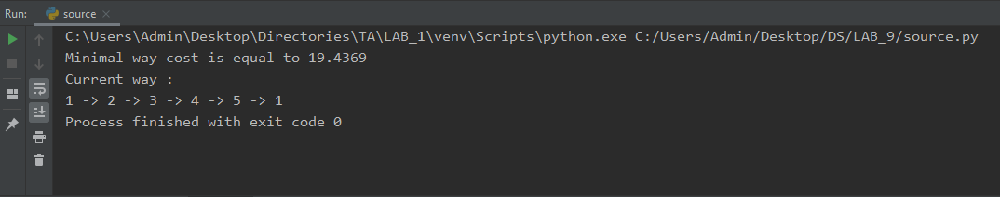 Run: source
C:\Users\Admin\Desktop\Directories\TA\LAB_1\venv\Scripts\python.exe C:/Users/Admin/Desktop/DS/LAB_9/source.py
Minimal way cost is equal to 19.4369
Current way :
1 -> 2 -> 3 -> 4 -> 5 -> 1
Process finished with exit code 0